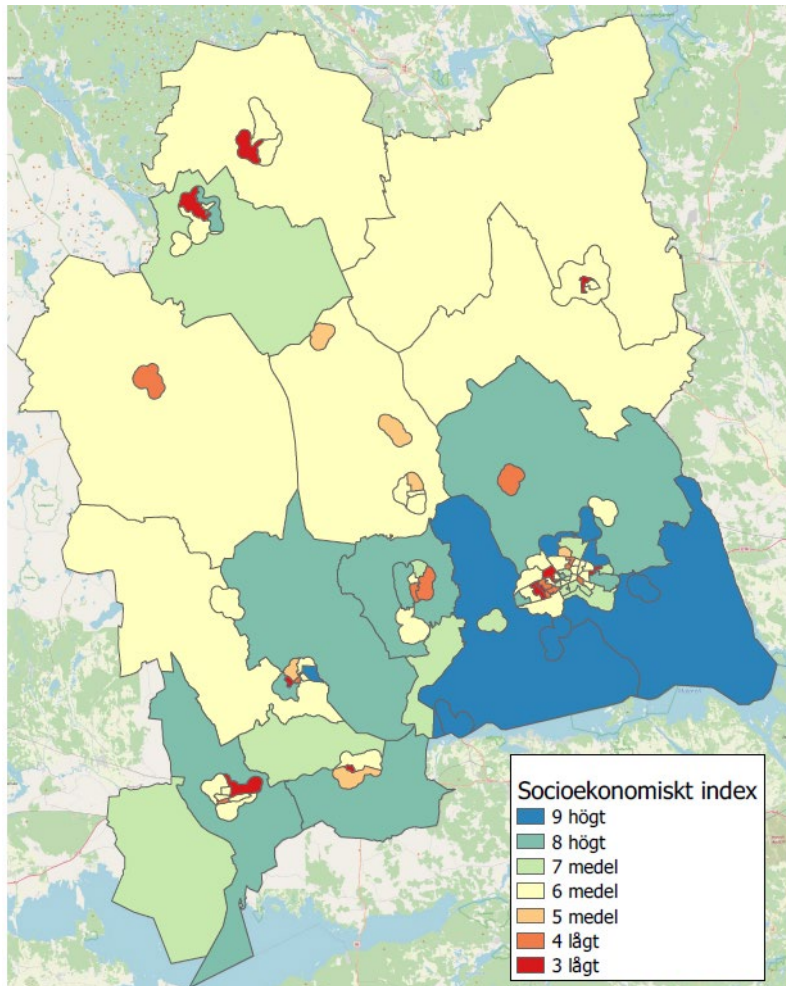 Socioekonomiskt index
9 högt
8 högt
7 medel
6 medel
5 medel
4 lågt
3 lågt